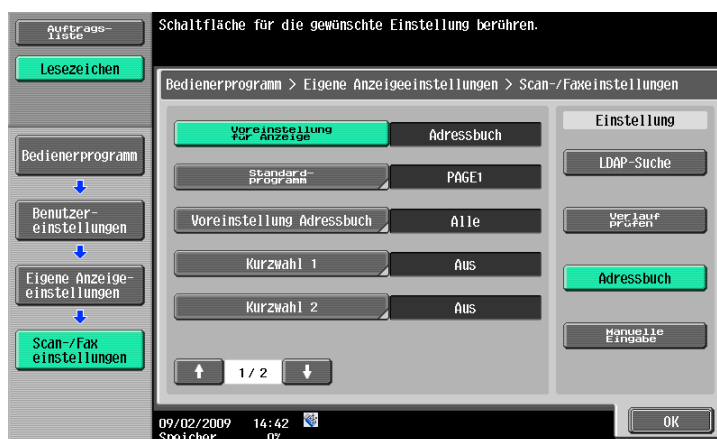 Auftrags-
liste
Schaltfläche für die gewünschte Einstellung berühren.
Lesezeichen
Bedienerprogramm > Eigene Anzeigeeinstellungen > Scan-/Faxeinstellungen
Bedienerprogramm
Benutzer-
einstellungen
Eigene Anzeige-
einstellungen
Scan-/Fax
einstellungen
Voreinstellung
für Anzeige
Adressbuch
Standard-
programm
PAGE1
Voreinstellung Adressbuch
Alle
Kurzwahl 1
Aus
Kurzwahl 2
Aus
1/ 2
Einstellung
LDAP-Suche
Verlauf
prüfen
Adressbuch
Manuelle
Eingabe
09/02/2009 14:42
Speicher 0%
OK